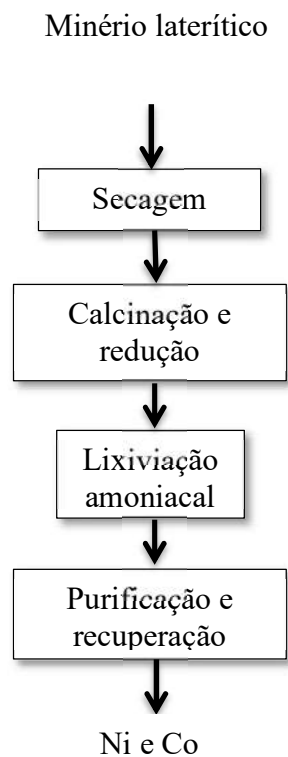 Minério laterítico
Secagem
Calcinação e
redução
Lixiviação
amoniacal
Purificação e
recuperação
Ni e Co